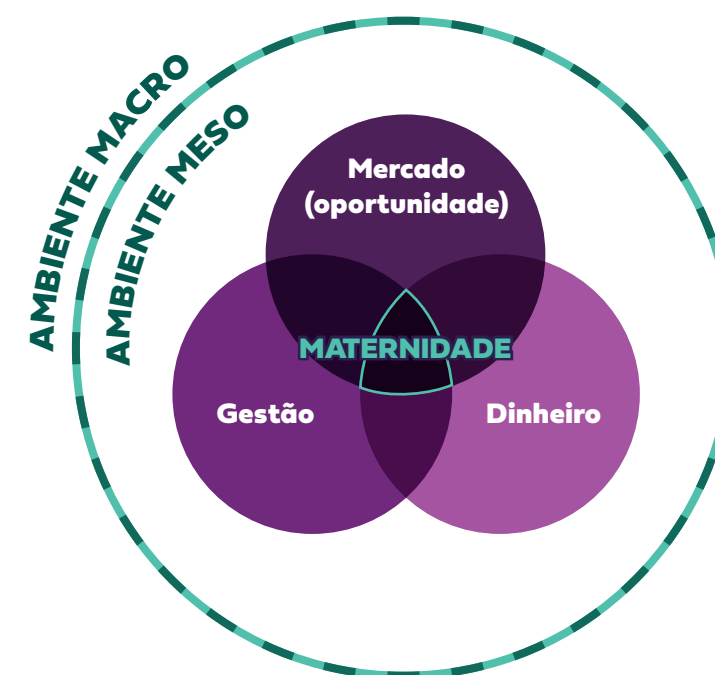 AMBIENTE MACRO
AMBIENTE MESO
Mercado
(oportunidade)
MATERNIDADE
Gestão
Dinheiro